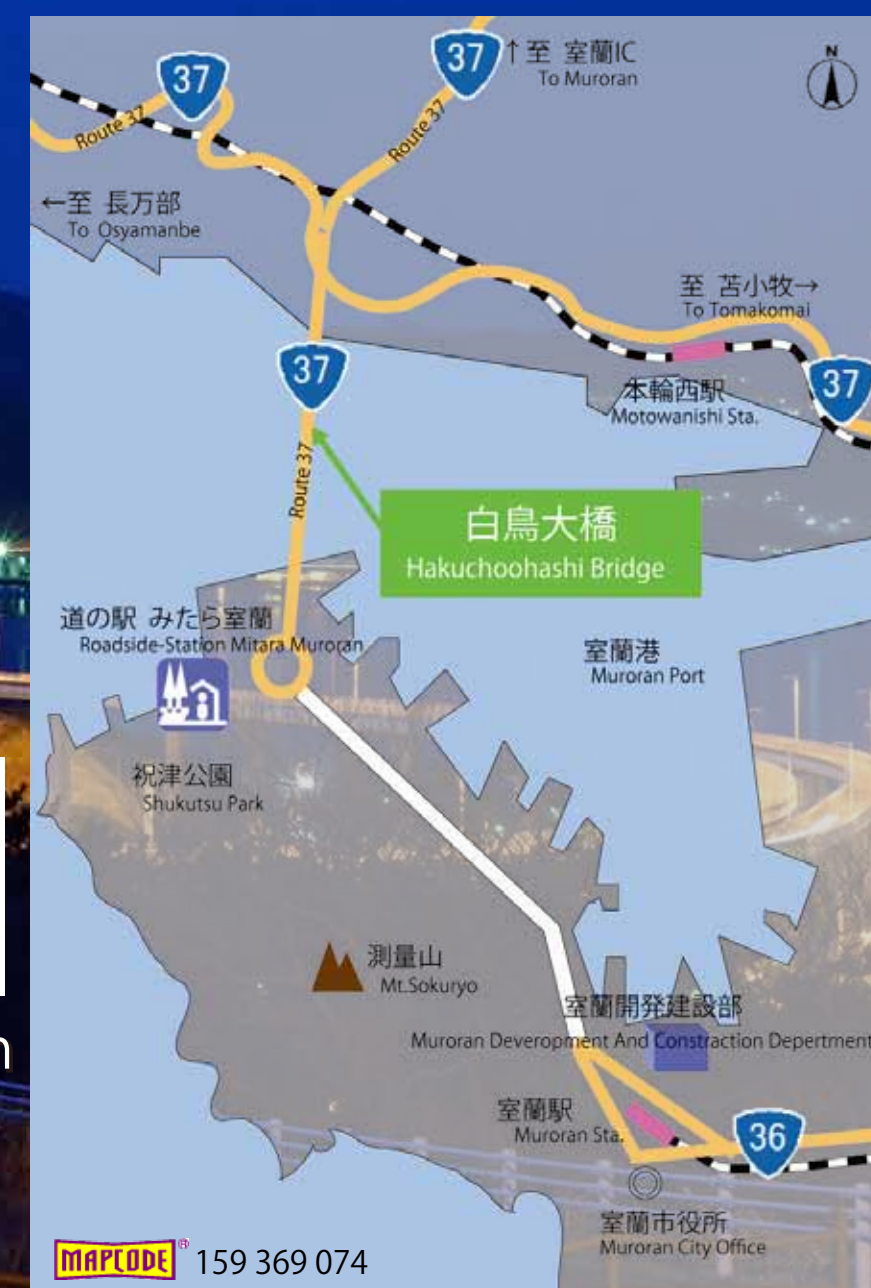 37
37
↑至 室蘭IC
To Muroran
N
Route 37
Route 37
←至 長万部
To Osyamanbe
至 苫小牧→
To Tomakomai
37
37
本輪西駅
Motowanishi Sta.
Route 37
白鳥大橋
Hakuchoohashi Bridge
道の駅 みたら室蘭
Roadside-Station Mitara Muroran
室蘭港
Muroran Port
祝津公園
Shukutsu Park
測量山
Mt.Sokuryo
室蘭開発建設部
Muroran Deveropment And Constraction Depertment
室蘭駅
Muroran Sta.
36
室蘭市役所
Muroran City Office
MAPCODE® 159 369 074